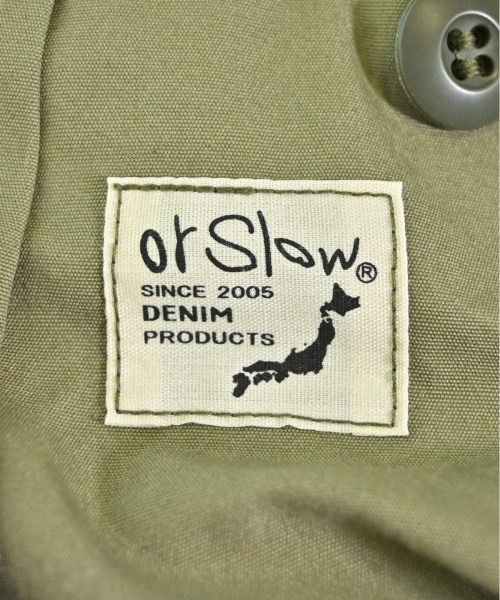 orSlow®
SINCE 2005
DENIM
PRODUCTS